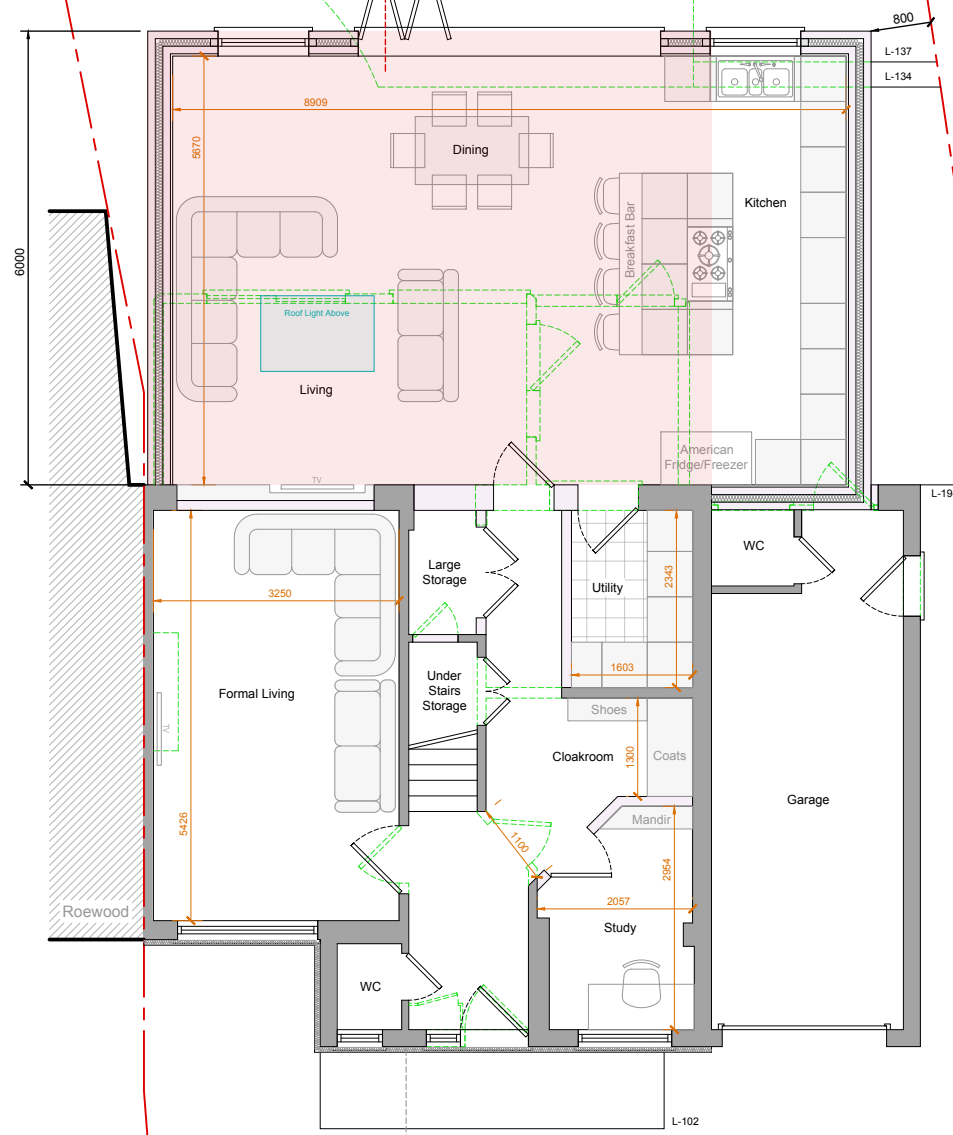 800
L-137
L-134
8909
5670
Dining
Kitchen
Breakfast Bar
6000
Roof Light Above
Living
American
Fridge/Freezer
TV
L-19
WC
Large
Storage
Utility
2343
3250
1603
Formal Living
Under
Stairs
Storage
TV
Shoes
Cloakroom
1300
Coats
Garage
Mandir
5426
1100
2954
2057
Roewood
Study
WC
L-102